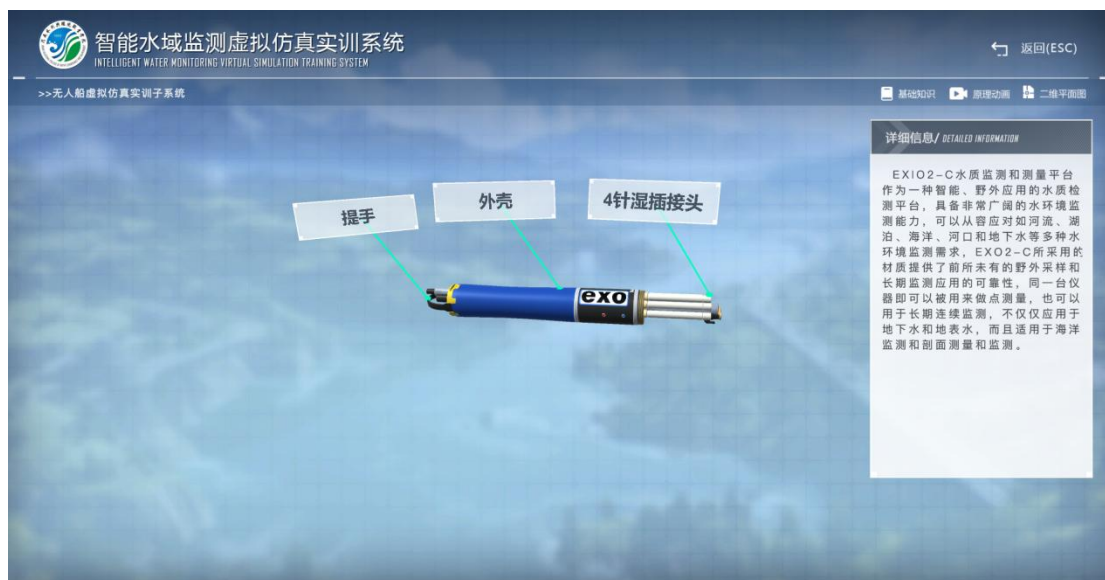 智能水域监测虚拟仿真实训系统
INTELLIGENT WATER MONITORING VIRTUAL SIMULATION TRAINING SYSTEM
返回(ESC)
>>无人船虚拟仿真实训子系统
基础知识 原理动画 二维平面图
详细信息/ DETAILED INFORMATION
提手
外壳
4针湿插接头
exo
EXIO2-C水质监测和测量平台
作为一种智能、野外应用的水质检
测平台，具备非常广阔的水环境监
测能力，可以从容应对如河流、湖
泊、海洋、河口和地下水等多种水
环境监测需求，EXO2-C所采用的
材质提供了前所未有的野外采样和
长期监测应用的可靠性，同一台仪
器即可以被用来做点测量，也可以
用于长期连续监测，不仅仅应用于
地下水和地表水，而且适用于海洋
监测和剖面测量和监测。